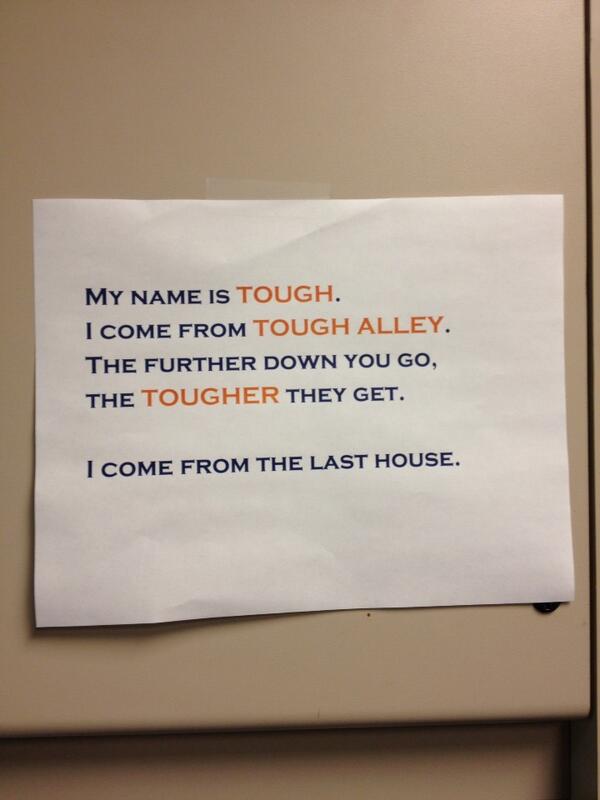 MY NAME IS TOUGH.
I COME FROM TOUGH ALLEY.
THE FURTHER DOWN YOU GO,
THE TOUGHER THEY GET.
I COME FROM THE LAST HOUSE.